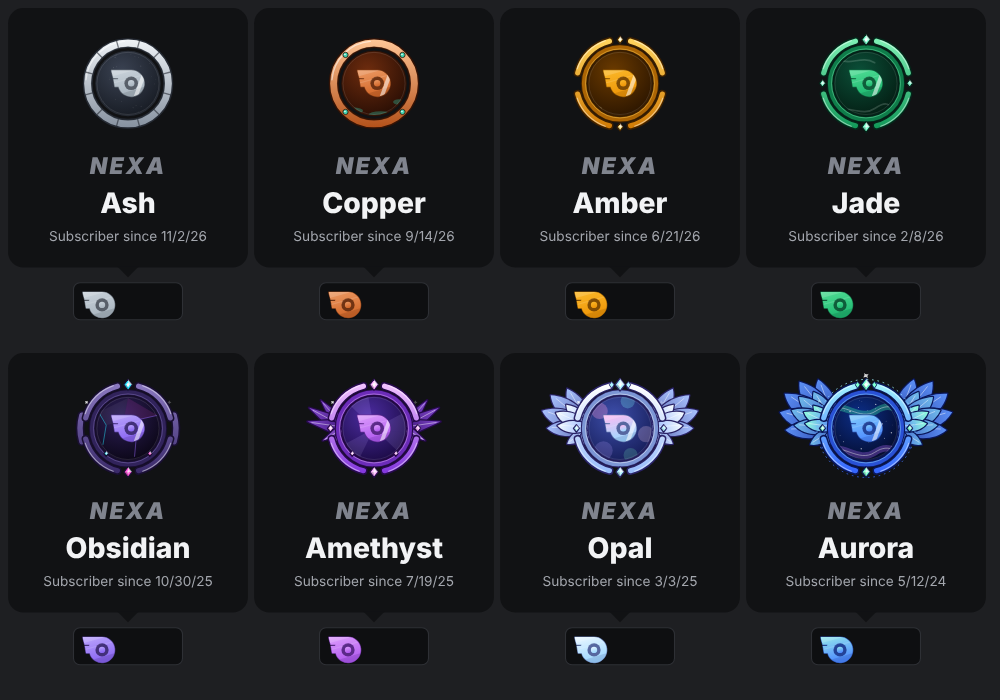 NEXA
Ash
Subscriber since 11/2/26
NEXA
Copper
Subscriber since 9/14/26
NEXA
Amber
Subscriber since 6/21/26
NEXA
Jade
Subscriber since 2/8/26
NEXA
Obsidian
Subscriber since 10/30/25
NEXA
Amethyst
Subscriber since 7/19/25
NEXA
Opal
Subscriber since 3/3/25
NEXA
Aurora
Subscriber since 5/12/24